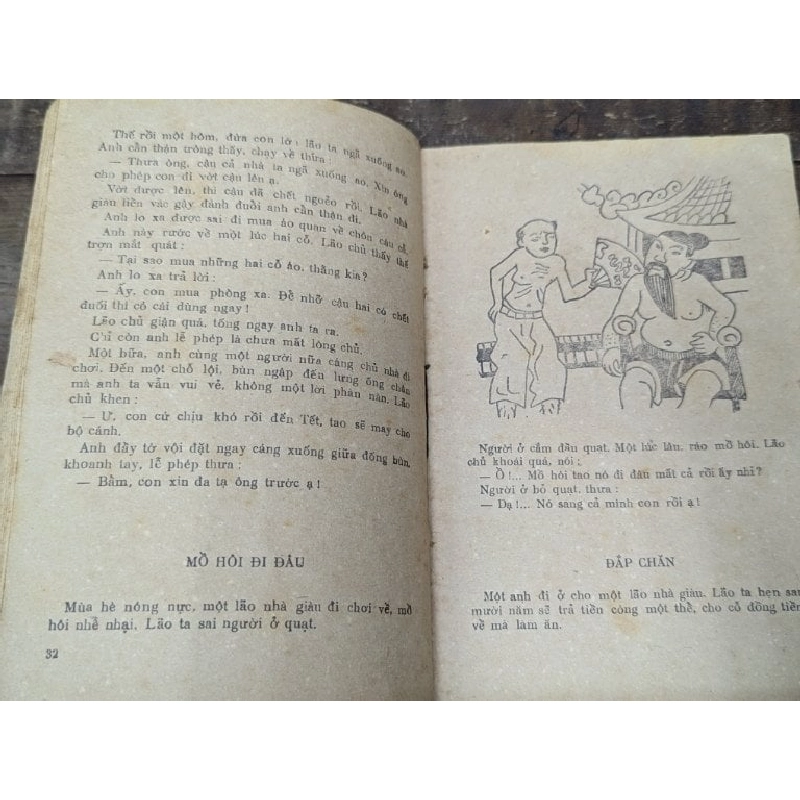 Thế rồi một hôm, đứa con lớn lão ta ngã xuống ao.
Anh cẩn thận trông thấy, chạy về thưa :
— Thưa ông, cậu cả nhà ta ngã xuống ao. Xin ông
cho phép con đi vớt cậu lên ạ.
Vớt được lên, thì cậu đã chết ngoẻo rồi. Lão nhà
giàu liền vác gậy đánh đuổi anh cẩn thận đi.
Anh lo xa được sai đi mua áo quan về chôn cậu cả.
Anh này rước về một lúc hai cỗ. Lão chủ thấy thế
trợn mắt quát :
— Tại sao mua những hai cỗ áo, thằng kia?
Anh lo xa trả lời :
— Ấy, con mua phòng xa. Để nhỡ cậu hai có chết
đuối thì có cái dùng ngay !
Lão chủ giận quá, tống ngay anh ta ra.
Chỉ còn anh lễ phép là chưa mất lòng chủ.
Một bữa, anh cùng một người nữa cáng chủ nhà đi
chơi. Đến một chỗ lội, bùn ngập đến lưng ống chân
mà anh ta vẫn vui vẻ, không một lời phàn nàn. Lão
chủ khen :
— Ừ, con cứ chịu khó rồi đến Tết, tao sẽ may cho
bộ cánh.
Anh đầy tớ vội đặt ngay cáng xuống giữa đống bùn,
khoanh tay, lễ phép thưa :
— Bẩm, con xin đa tạ ông trước ạ !
MỒ HÔI ĐI ĐÂU
Mùa hè nóng nực, một lão nhà giàu đi chơi về, mồ
hôi nhễ nhại. Lão ta sai người ở quạt.
32
Người ở cầm đầu quạt. Một lúc lâu, ráo mồ hôi. Lão
chủ khoái quá, nói :
— Ồ !... Mồ hôi tao nó đi đâu mất cả rồi ấy nhỉ?
Người ở bỏ quạt, thưa :
— Dạ !... Nó sang cả mình con rồi ạ !
ĐẮP CHĂN
Một anh đi ở cho một lão nhà giàu. Lão ta hẹn sau
mười năm sẽ trả tiền công một thể, cho có đồng tiền
về mà làm ăn.